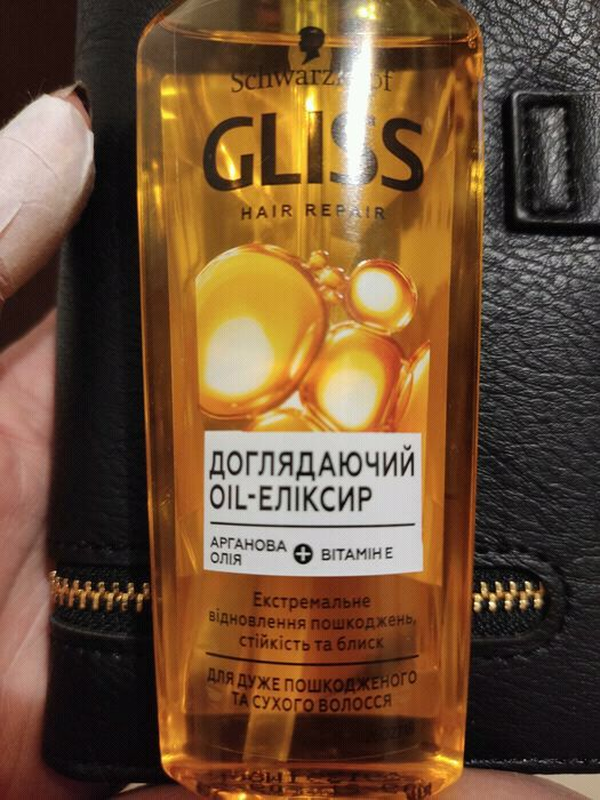 Schwarzkopf
GLISS
HAIR REPAIR
ДОГЛЯДАЮЧИЙ
OIL-ЕЛІКСИР
АРГАНОВА
ОЛІЯ
+ ВІТАМІН Е
Екстремальне
відновлення пошкоджень,
стійкість та блиск
ДЛЯ ДУЖЕ ПОШКОДЖЕНОГО
ТА СУХОГО ВОЛОССЯ